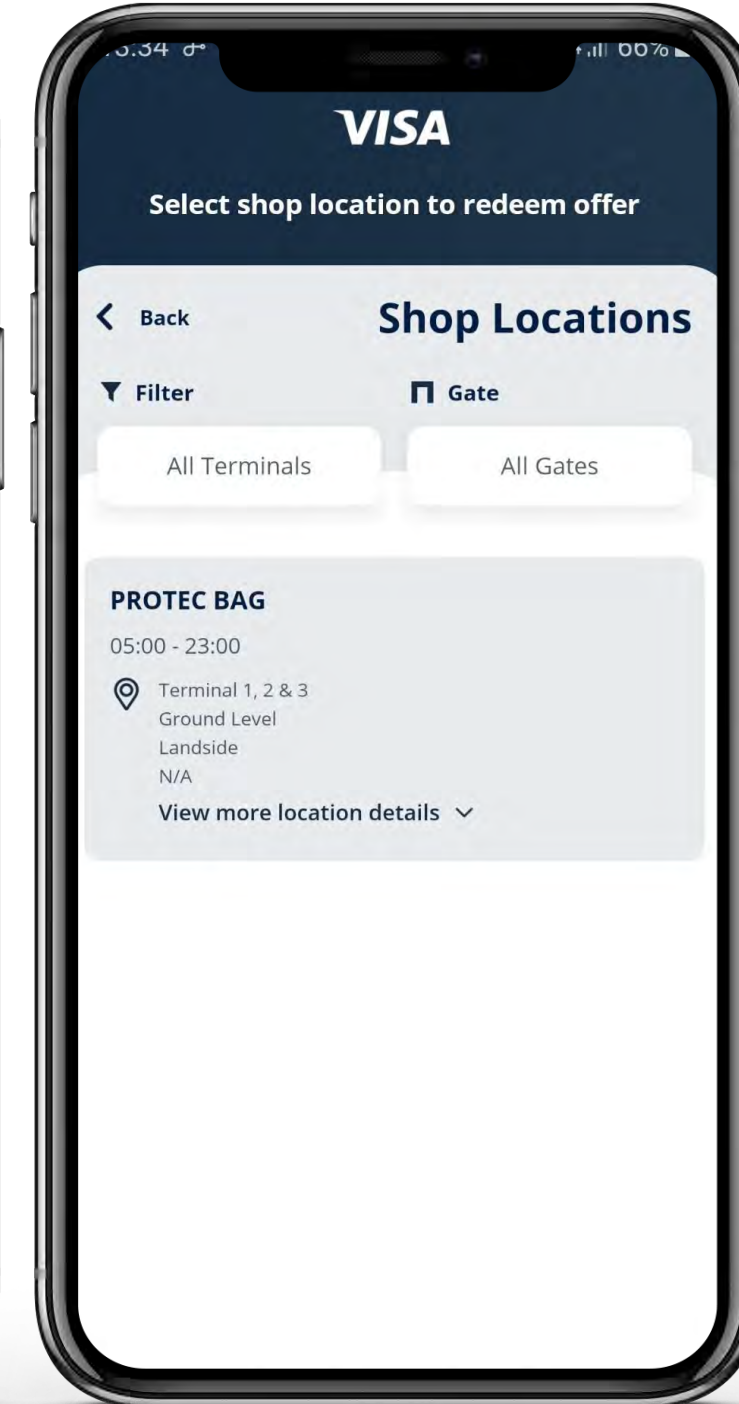 66%
VISA
Select shop location to redeem offer
Back
Shop Locations
Filter
Gate
All Terminals
All Gates
PROTEC BAG
05:00 - 23:00
Terminal 1, 2 & 3
Ground Level
Landside
N/A
View more location details